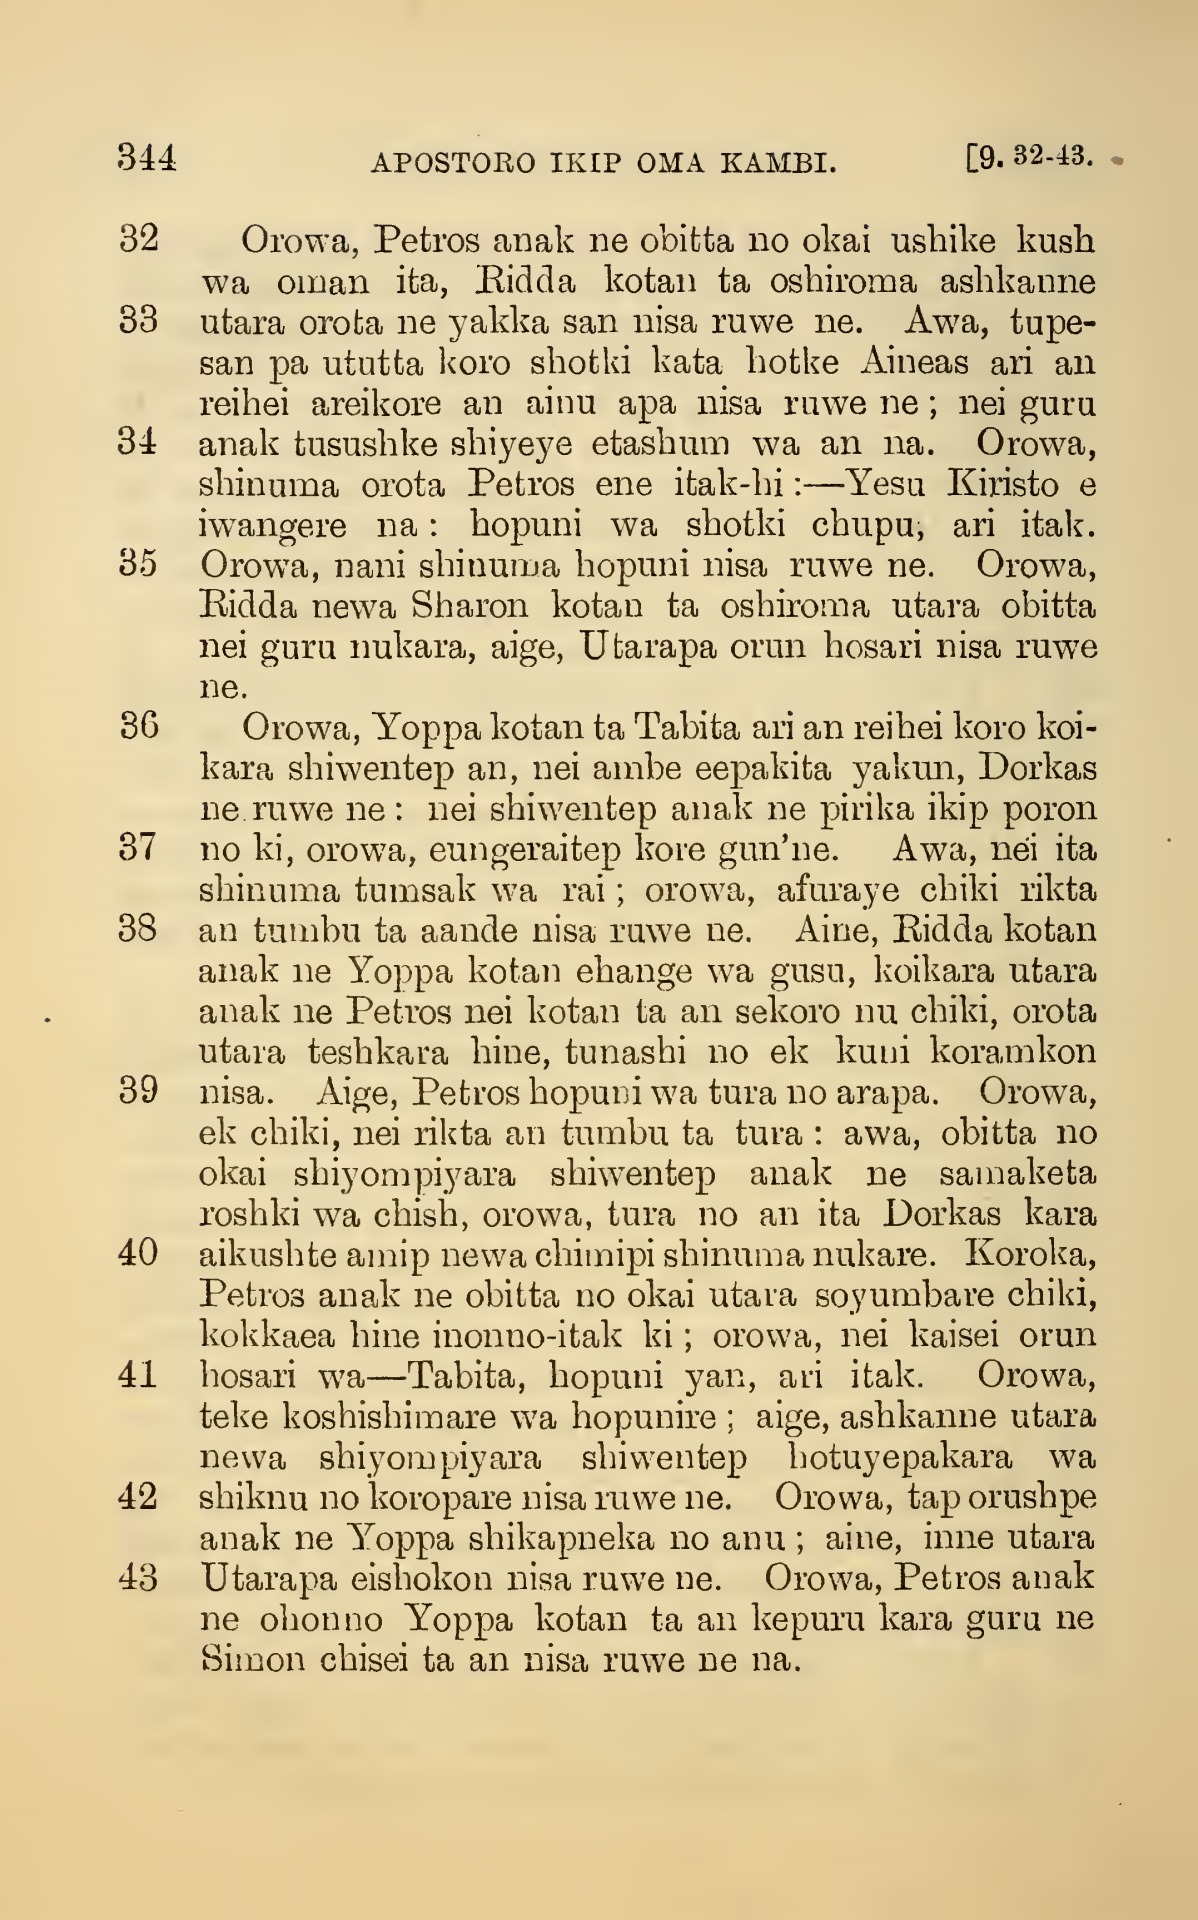 344 APOSTORO IKIP OMA KAMBI. [9. 32-43.
32 Orowa, Petros anak ne obitta no okai ushike kush
wa oman ita, Ridda kotan ta oshiroma ashkanne
33 utara orota ne yakka san nisa ruwe ne. Awa, tupe-
san pa ututta koro shotki kata hotke Aineas ari an
reihei areikore an ainu apa nisa ruwe ne; nei guru
34 anak tusushke shiyeye etashum wa an na. Orowa,
shinuma orota Petros ene itak-hi:—Yesu Kiristo e
iwangere na: hopuni wa shotki chupu, ari itak.
35 Orowa, nani shinuma hopuni nisa ruwe ne. Orowa,
Ridda newa Sharon kotan ta oshiroma utara obitta
nei guru nukara, aige, Utarapa orun hosari nisa ruwe
ne.
36 Orowa, Yoppa kotan ta Tabita ari an reihei koro koi-
kara shiwentep an, nei ambe eepakita yakun, Dorkas
ne ruwe ne: nei shiwentep anak ne pirika ikip poron
37 no ki, orowa, eungeraitep kore gun'ne. Awa, nei ita
shinuma tumsak wa rai; orowa, afuraye chiki rikta
38 an tumbu ta aande nisa ruwe ne. Aine, Ridda kotan
anak ne Yoppa kotan ehange wa gusu, koikara utara
anak ne Petros nei kotan ta an sekoro nu chiki, orota
utara teshkara hine, tunashi no ek kuni koramkon
39 nisa. Aige, Petros hopuni wa tura no arapa. Orowa,
ek chiki, nei rikta an tumbu ta tura: awa, obitta no
okai shiyompiyara shiwentep anak ne samaketa
roshki wa chish, orowa, tura no an ita Dorkas kara
40 aikushte amip newa chimipi shinuma nukare. Koroka,
Petros anak ne obitta no okai utara soyumbare chiki,
kokkaea hine inonno-itak ki; orowa, nei kaisei orun
41 hosari wa—Tabita, hopuni yan, ari itak. Orowa,
teke koshishimare wa hopunire; aige, ashkanne utara
newa shiyompiyara shiwentep hotuyepakara wa
42 shiknu no koropare nisa ruwe ne. Orowa, tap orushpe
anak ne Yoppa shikapneka no anu; aine, inne utara
43 Utarapa eishokon nisa ruwe ne. Orowa, Petros anak
ne ohonno Yoppa kotan ta an kepuru kara guru ne
Simon chisei ta an nisa ruwe ne na.